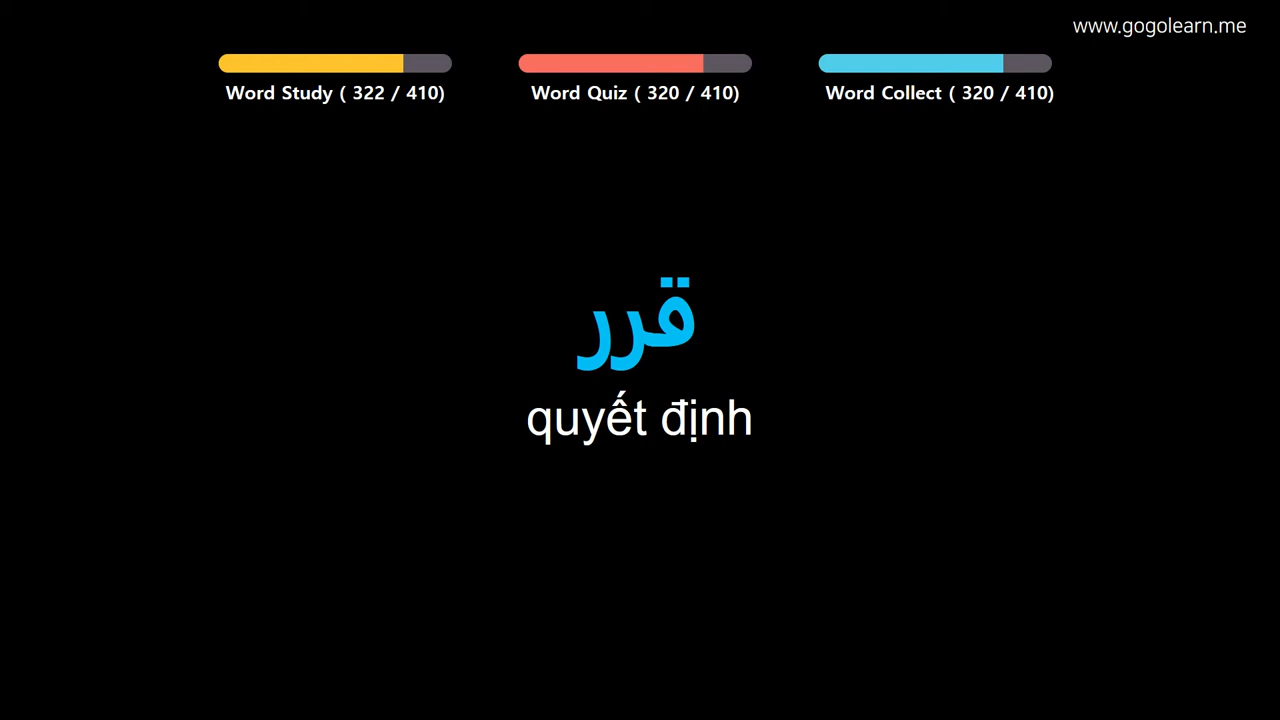 www.gogolearn.me
Word Study ( 322 / 410)
Word Quiz ( 320 / 410)
Word Collect ( 320 / 410)
قرر
quyết định